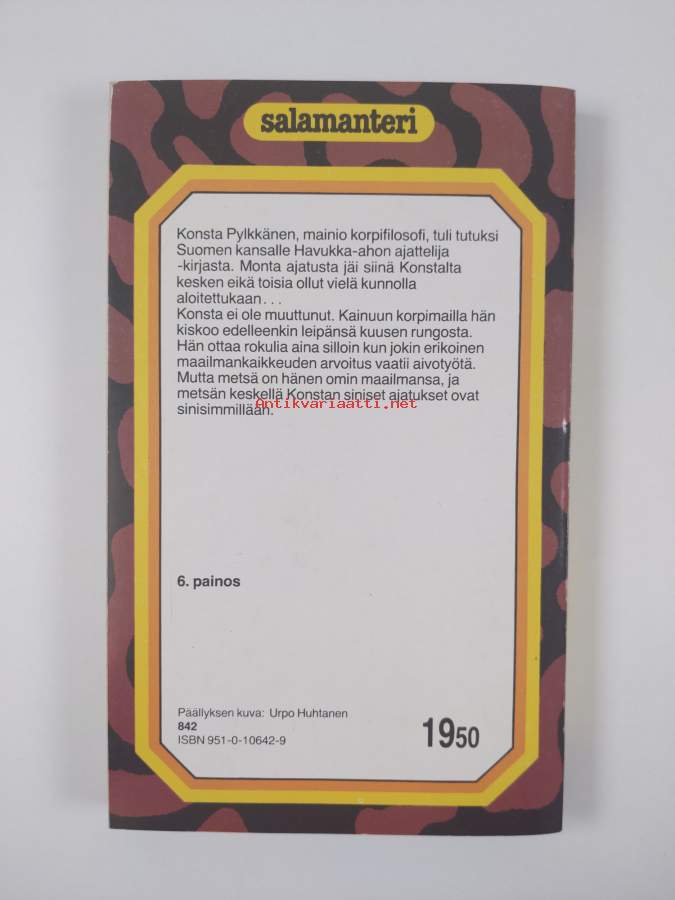 salamanteri
Konsta Pylkkänen, mainio korpifilosofi, tuli tutuksi
Suomen kansalle Havukka-ahon ajattelija
-kirjasta. Monta ajatusta jäi siinä Konstalta
kesken eikä toisia ollut vielä kunnolla
aloitettukaan...
Konsta ei ole muuttunut. Kainuun korpimailla hän
kiskoo edelleenkin leipänsä kuusen rungosta.
Hän ottaa rokulia aina silloin kun jokin erikoinen
maailmankaikkeuden arvoitus vaatii aivotyötä.
Mutta metsä on hänen omin maailmansa, ja
metsän keskellä Konstan siniset ajatukset ovat
sinisimmillään.
Antikvariaatti.net
6. painos
Päällyksen kuva: Urpo Huhtanen
842
ISBN 951-0-10642-9
1950